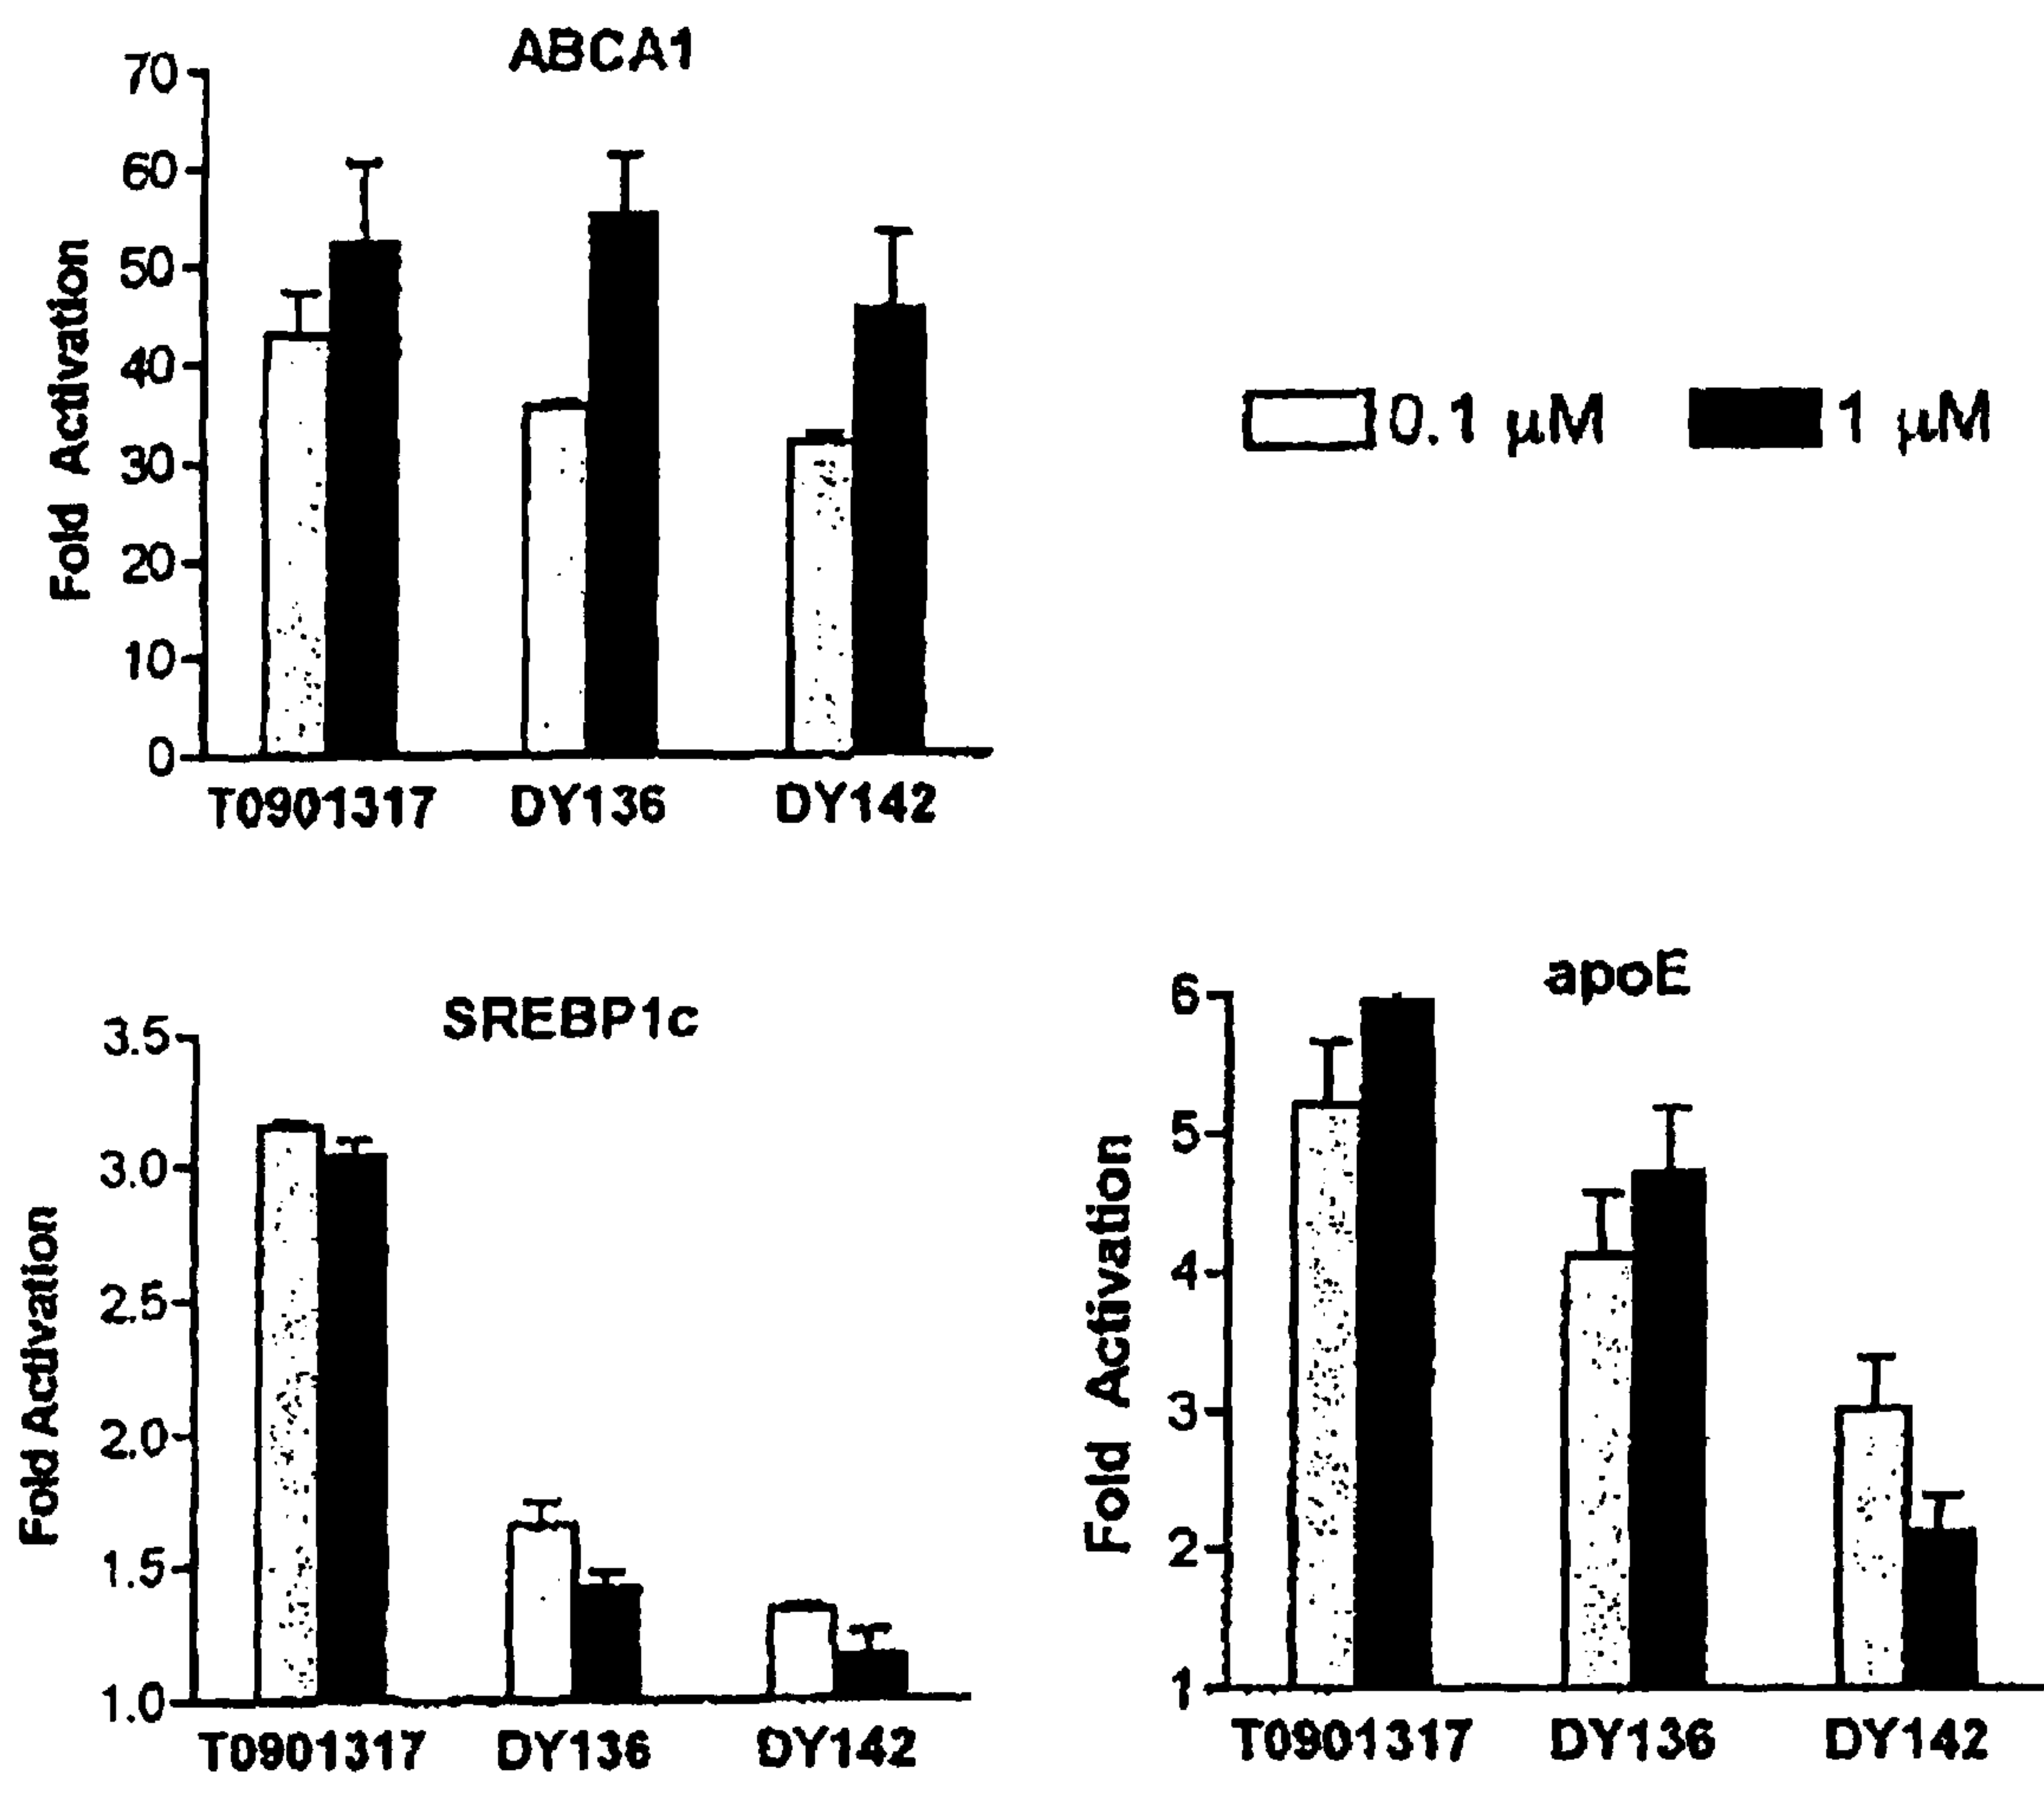 ABCA1
70
60
50
40
30
20
10
0
Fold Activation
T0901317 DY136 DY142
0.1 μM 1 μM
SREBP1c
3.5
3.0
2.5
2.0
1.5
1.0
Fold Activation
T0901317 DY136 DY142
apoE
6
5
4
3
2
1
Fold Activation
T0901317 DY136 DY142